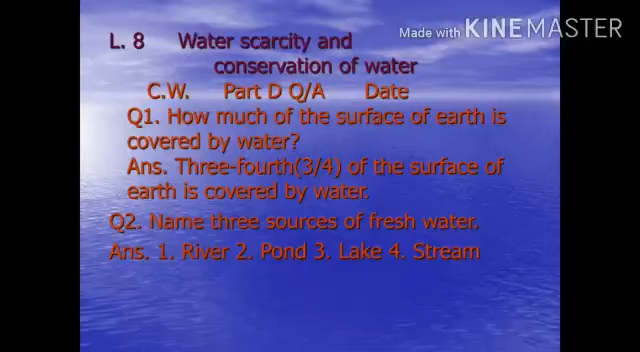 Made with KINEMASTER
L. 8 Water scarcity and
conservation of water
C.W. Part D Q/A Date
Q1. How much of the surface of earth is
covered by water?
Ans. Three-fourth(3/4) of the surface of
earth is covered by water.
Q2. Name three sources of fresh water.
Ans. 1. River 2. Pond 3. Lake 4. Stream